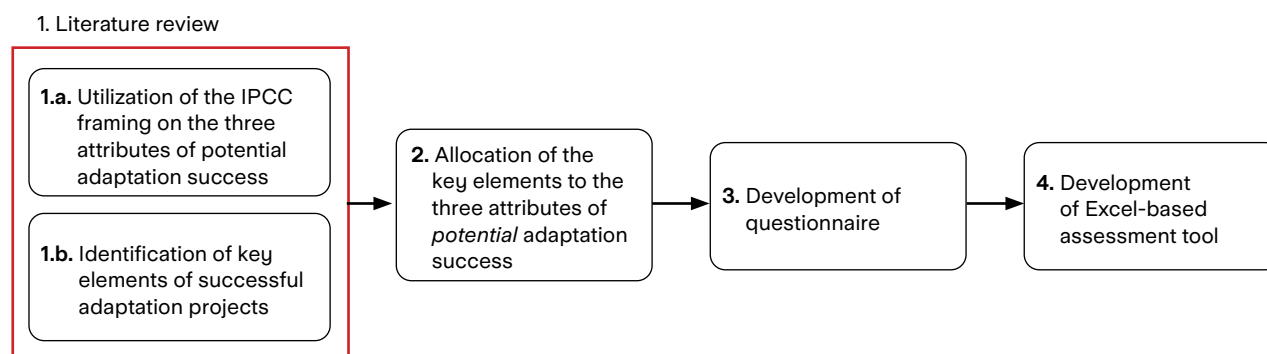 1. Literature review
1.a. Utilization of the IPCC
framing on the three
attributes of potential
adaptation success
1.b. Identification of key
elements of successful
adaptation projects
2. Allocation of the
key elements to the
three attributes of
potential adaptation
success
3. Development of
questionnaire
4. Development
of Excel-based
assessment tool